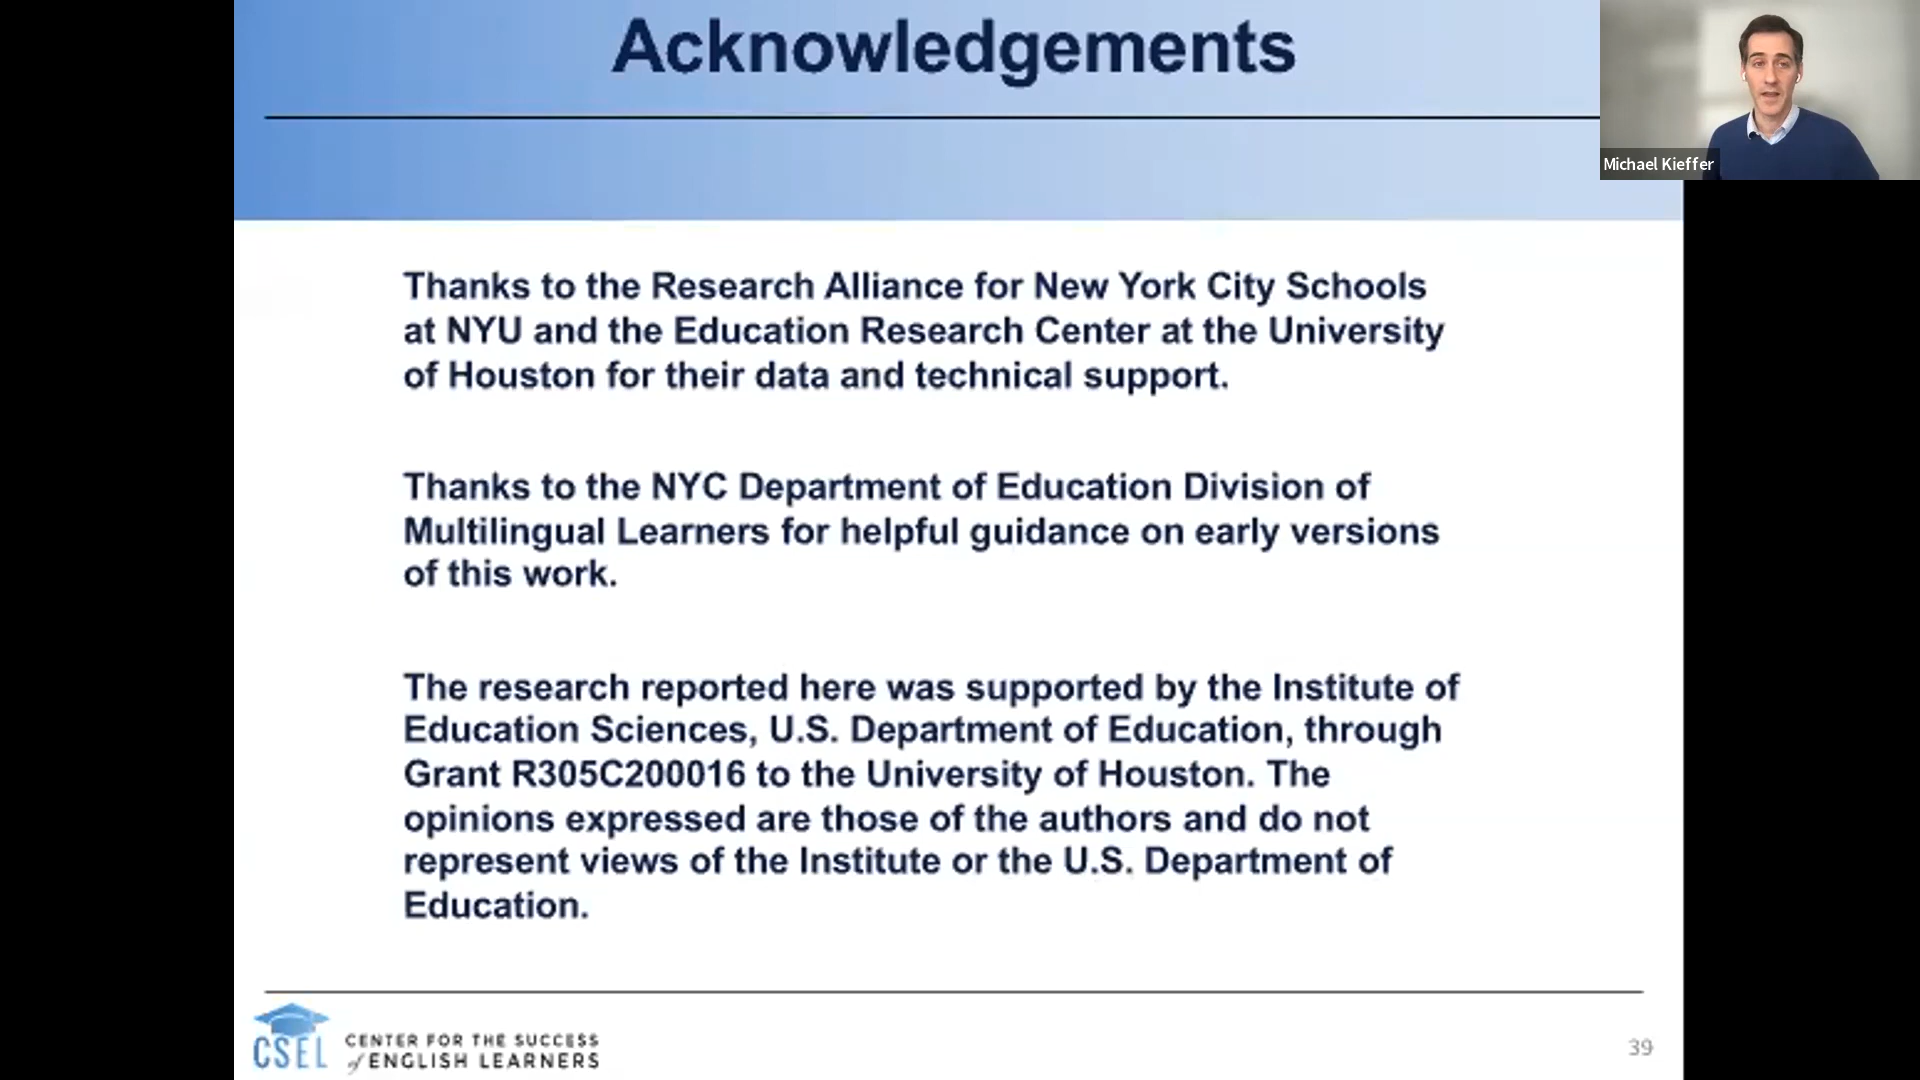 Acknowledgements
Michael Kieffer
Thanks to the Research Alliance for New York City Schools
at NYU and the Education Research Center at the University
of Houston for their data and technical support.
Thanks to the NYC Department of Education Division of
Multilingual Learners for helpful guidance on early versions
of this work.
The research reported here was supported by the Institute of
Education Sciences, U.S. Department of Education, through
Grant R305C200016 to the University of Houston. The
opinions expressed are those of the authors and do not
represent views of the Institute or the U.S. Department of
Education.
CSEL
CENTER FOR THE SUCCESS
of ENGLISH LEARNERS
39